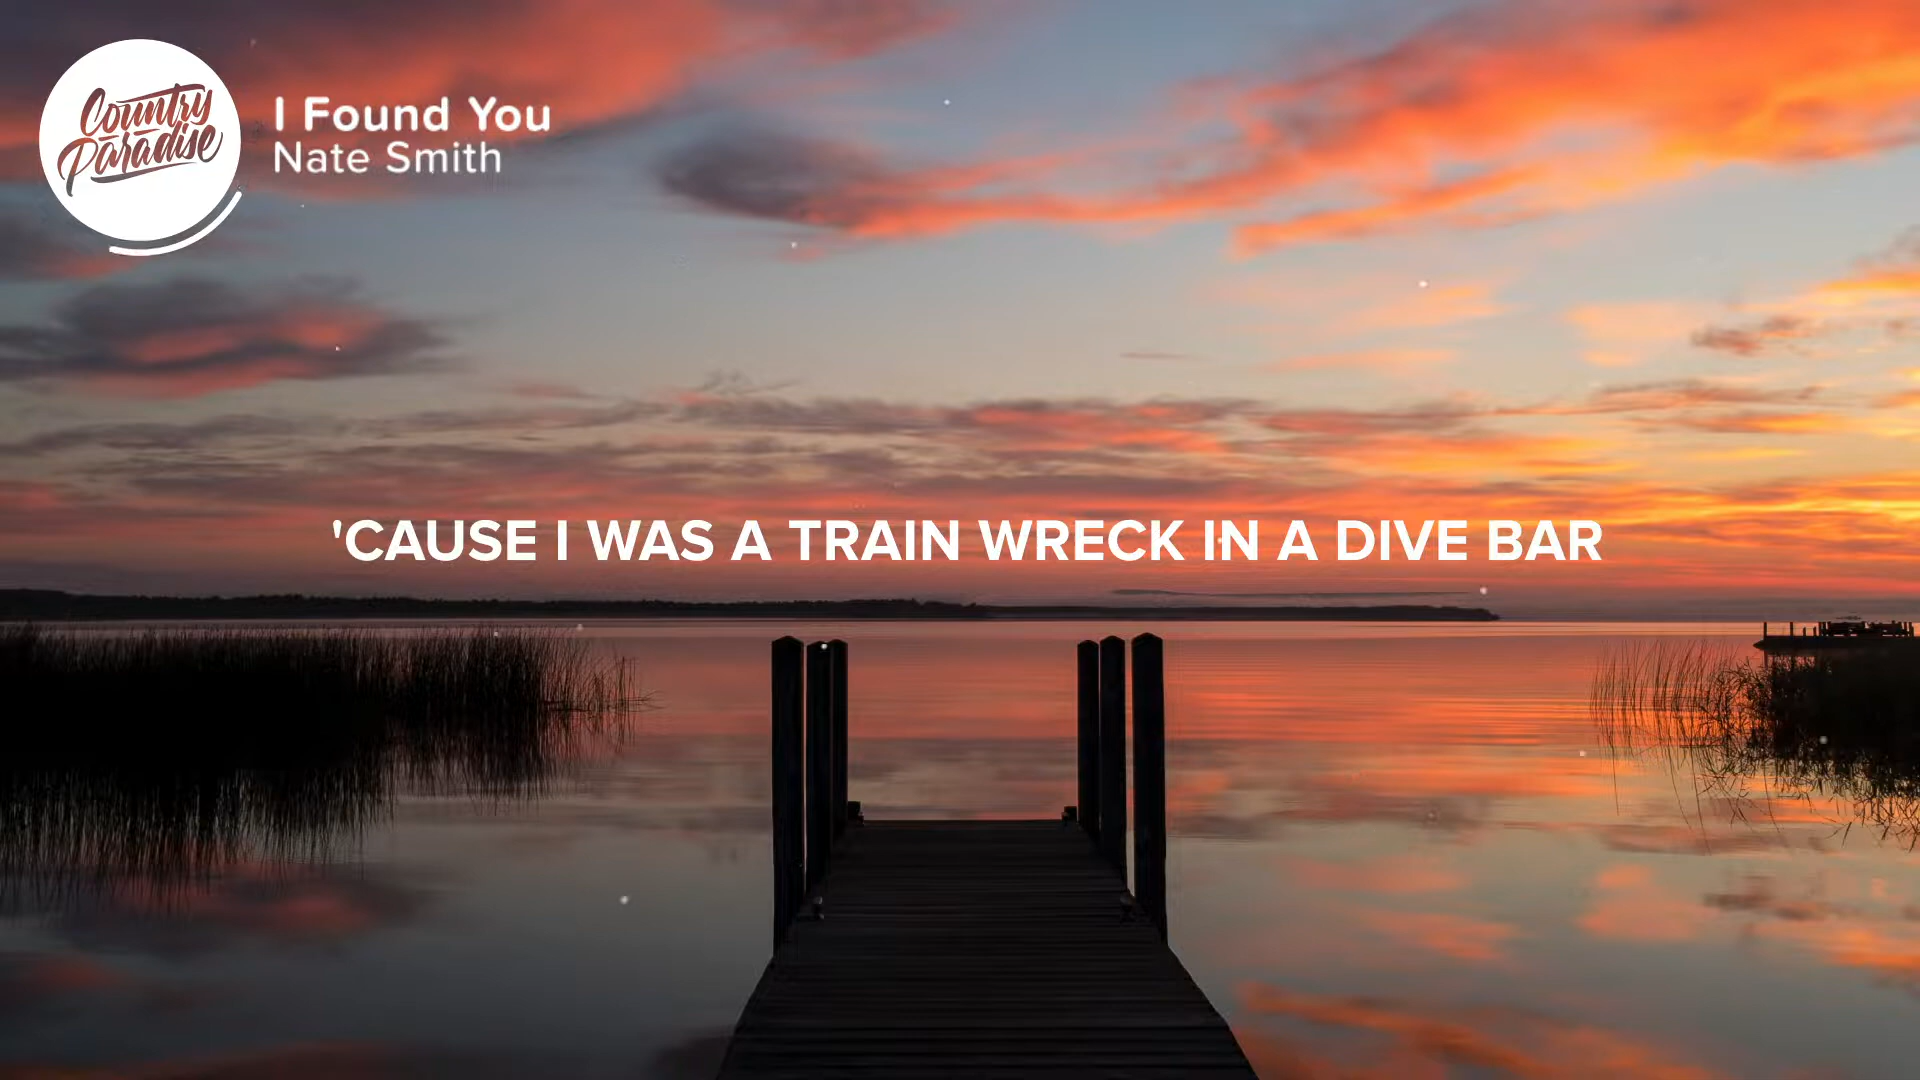 Country
Paradise
I Found You
Nate Smith
'CAUSE I WAS A TRAIN WRECK IN A DIVE BAR